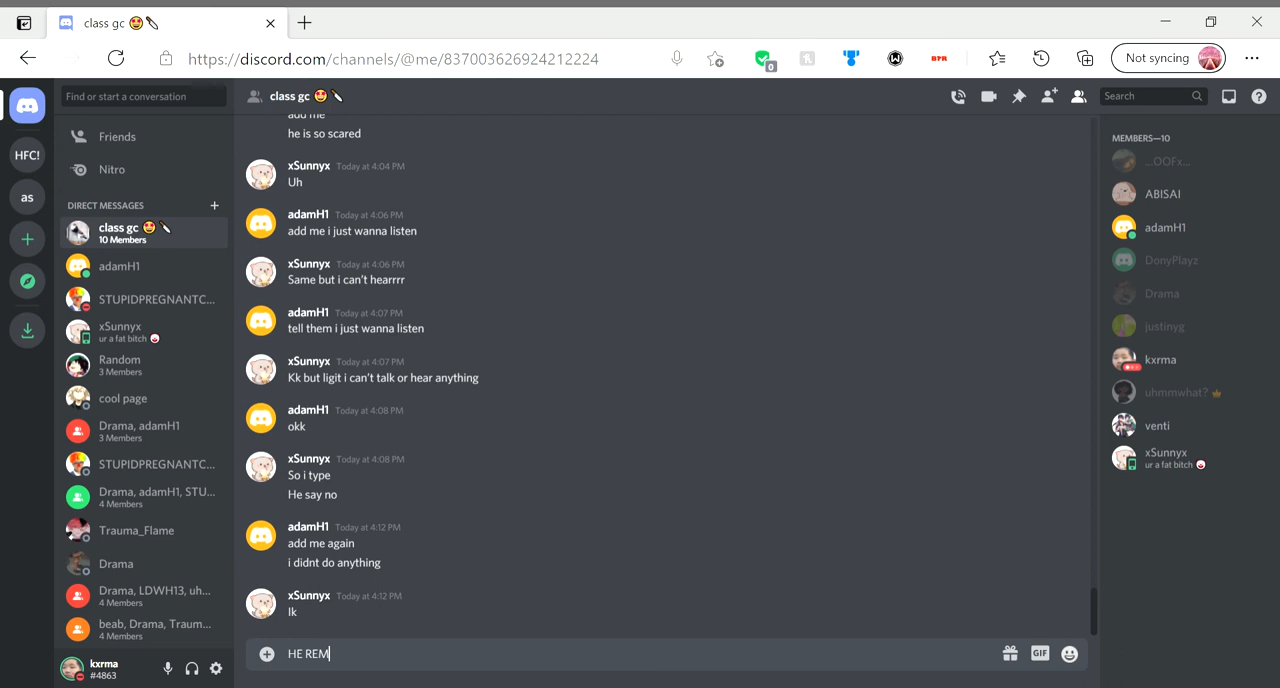 class gc 🤩🔪
https://discord.com/channels/@me/837003626924212224
0
BPR
Not syncing
Find or start a conversation
class gc 🤩🔪
Search
HFC!
as
Friends
Nitro
DIRECT MESSAGES
class gc 🤩🔪
10 Members
adamH1
STUPIDPREGNANTC...
xSunnyx
ur a fat bitch 🤡
Random
3 Members
cool page
Drama, adamH1
3 Members
STUPIDPREGNANTC...
Drama, adamH1, STU...
4 Members
Trauma_Flame
Drama
Drama, LDWH13, uh...
4 Members
beab, Drama, Traum...
4 Members
kxrma
#4863
add me
he is so scared
xSunnyx Today at 4:04 PM
Uh
adamH1 Today at 4:06 PM
add me i just wanna listen
xSunnyx Today at 4:06 PM
Same but i can't hearrrr
adamH1 Today at 4:07 PM
tell them i just wanna listen
xSunnyx Today at 4:07 PM
Kk but ligit i can't talk or hear anything
adamH1 Today at 4:08 PM
okk
xSunnyx Today at 4:08 PM
So i type
He say no
adamH1 Today at 4:12 PM
add me again
i didnt do anything
xSunnyx Today at 4:12 PM
Ik
HE REM
GIF
MEMBERS—10
...OOFx...
ABISAI
adamH1
DonyPlayz
Drama
justinyg
kxrma
uhmmwhat?
venti
xSunnyx
ur a fat bitch 🤡